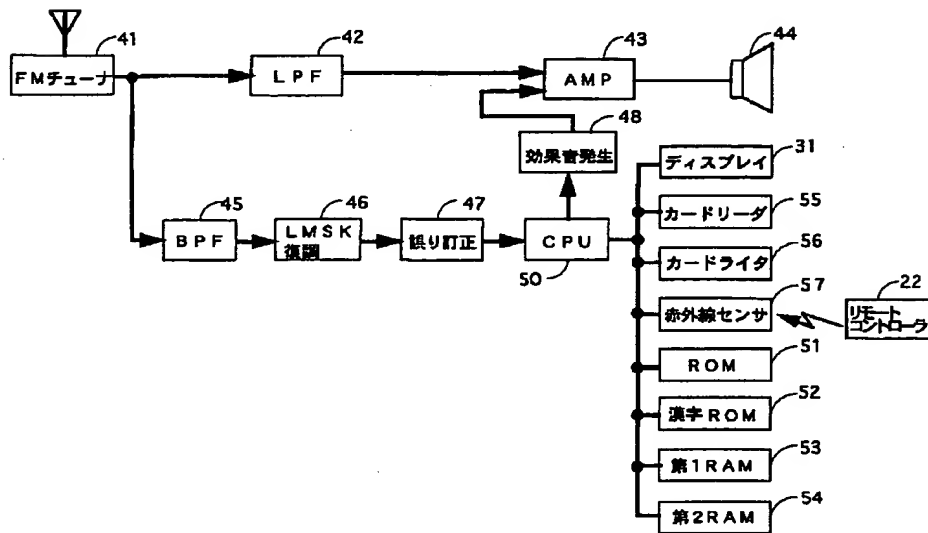 41
FMチューナ
42
LPF
43
AMP
44
48
効果音発生
45
BPF
46
LMSK
復調
47
誤り訂正
CPU
50
31
ディスプレイ
55
カードリーダ
56
カードライタ
57
赤外線センサ
22
リモート
コントローラ
51
ROM
52
漢字ROM
53
第1RAM
54
第2RAM